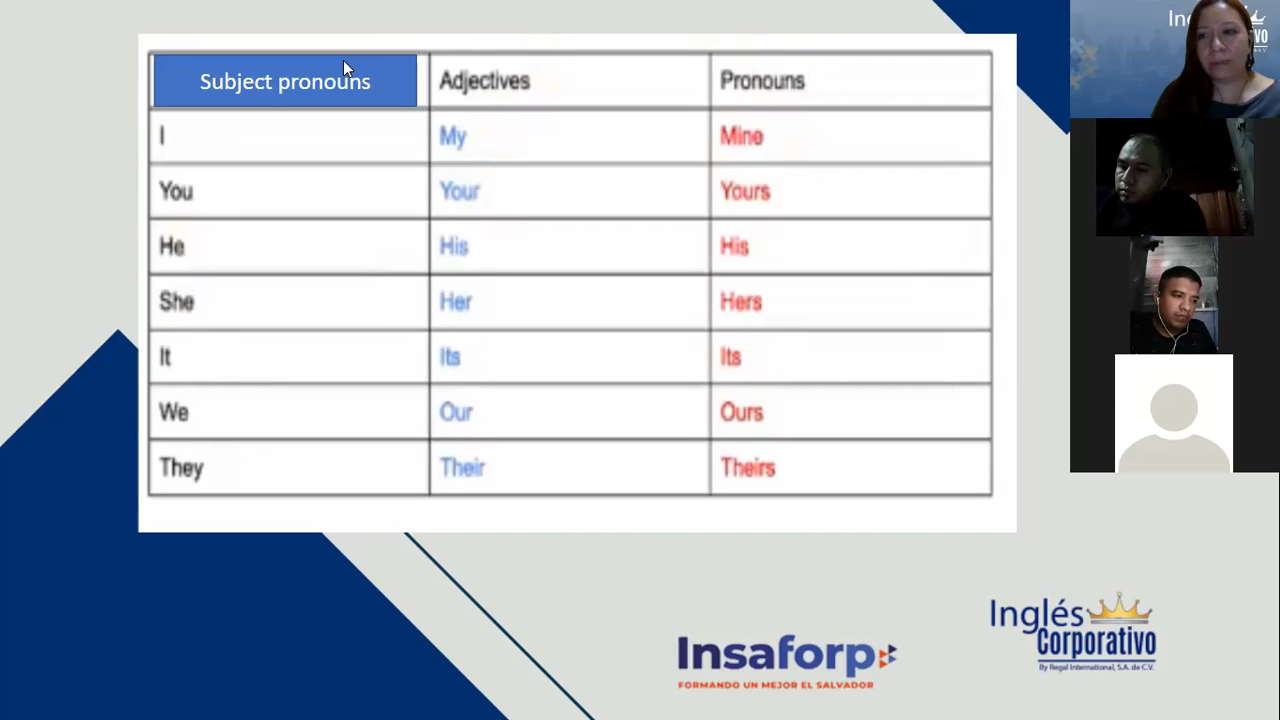 Subject pronouns Adjectives Pronouns
I My Mine
You Your Yours
He His His
She Her Hers
It Its Its
We Our Ours
They Their Theirs
Insaforp
FORMANDO UN MEJOR EL SALVADOR
Inglés
Corporativo
By Regal International, S.A. de C.V.